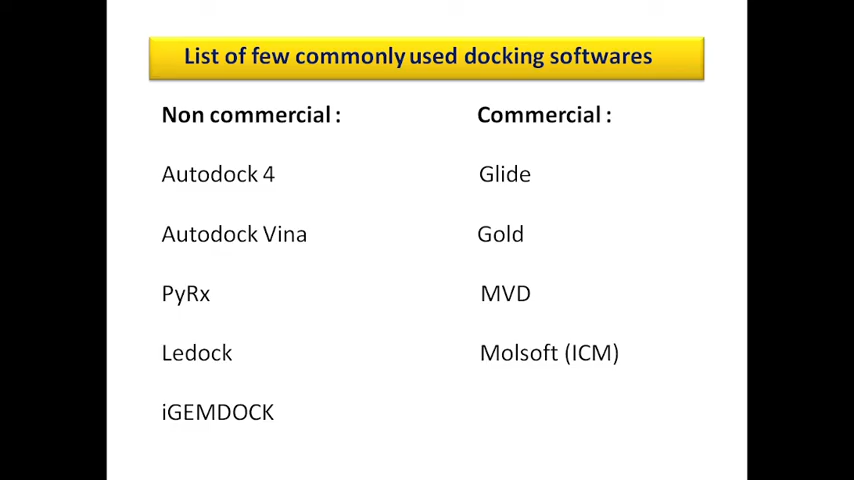 List of few commonly used docking softwares
Non commercial :
Commercial :
Autodock 4
Glide
Autodock Vina
Gold
PyRx
MVD
Ledock
Molsoft (ICM)
iGEMDOCK